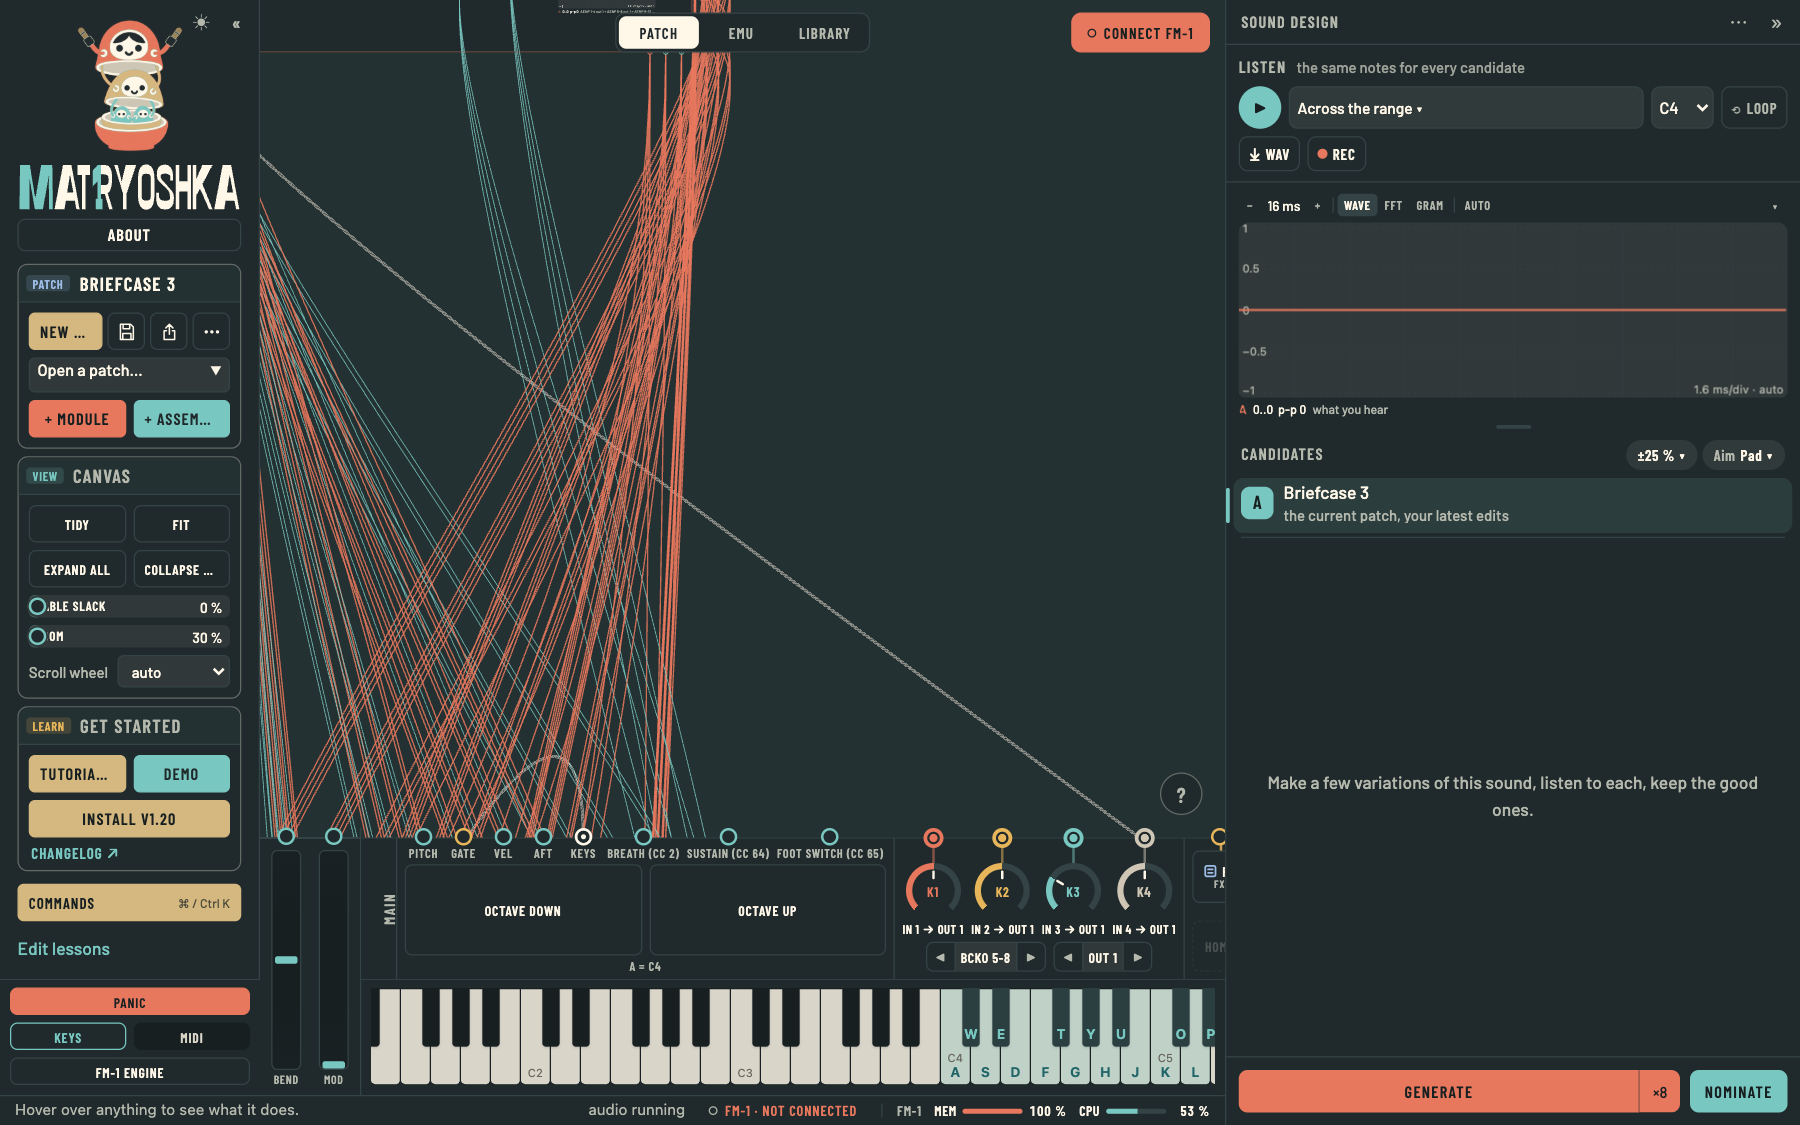 MATRYOSHKA
ABOUT
PATCH BRIEFCASE 3
NEW ...
Open a patch...
+ MODULE
+ ASSEM...
VIEW CANVAS
TIDY
FIT
EXPAND ALL
COLLAPSE ...
BLE SLACK 0 %
OM 30 %
Scroll wheel auto
LEARN GET STARTED
TUTORIA...
DEMO
INSTALL V1.20
CHANGELOG ↗
COMMANDS ⌘ / Ctrl K
Edit lessons
PANIC
KEYS
MIDI
FM-1 ENGINE
PATCH
EMU
LIBRARY
CONNECT FM-1
?
PITCH GATE VEL AFT KEYS BREATH (CC 2) SUSTAIN (CC 64) FOOT SWITCH (CC 65)
MAIN
OCTAVE DOWN
OCTAVE UP
A = C4
K1 K2 K3 K4
IN 1 → OUT 1 IN 2 → OUT 1 IN 3 → OUT 1 IN 4 → OUT 1
◀ BCKO 5-8 ▶
◀ OUT 1 ▶
FX
HOM
BEND
MOD
W E T Y U O P
C2 C3 C4 C5
A S D F G H J K L
Hover over anything to see what it does.
audio running
FM-1 · NOT CONNECTED
FM-1 MEM 100 % CPU 53 %
SOUND DESIGN ... »
LISTEN the same notes for every candidate
Across the range ▾
C4
LOOP
WAV
REC
- 16 ms +
WAVE FFT GRAM AUTO
1
0.5
0
-0.5
-1
1.6 ms/div · auto
A 0..0 p-p 0 what you hear
CANDIDATES
±25 % ▾
Aim Pad ▾
A
Briefcase 3
the current patch, your latest edits
Make a few variations of this sound, listen to each, keep the good
ones.
GENERATE
×8
NOMINATE